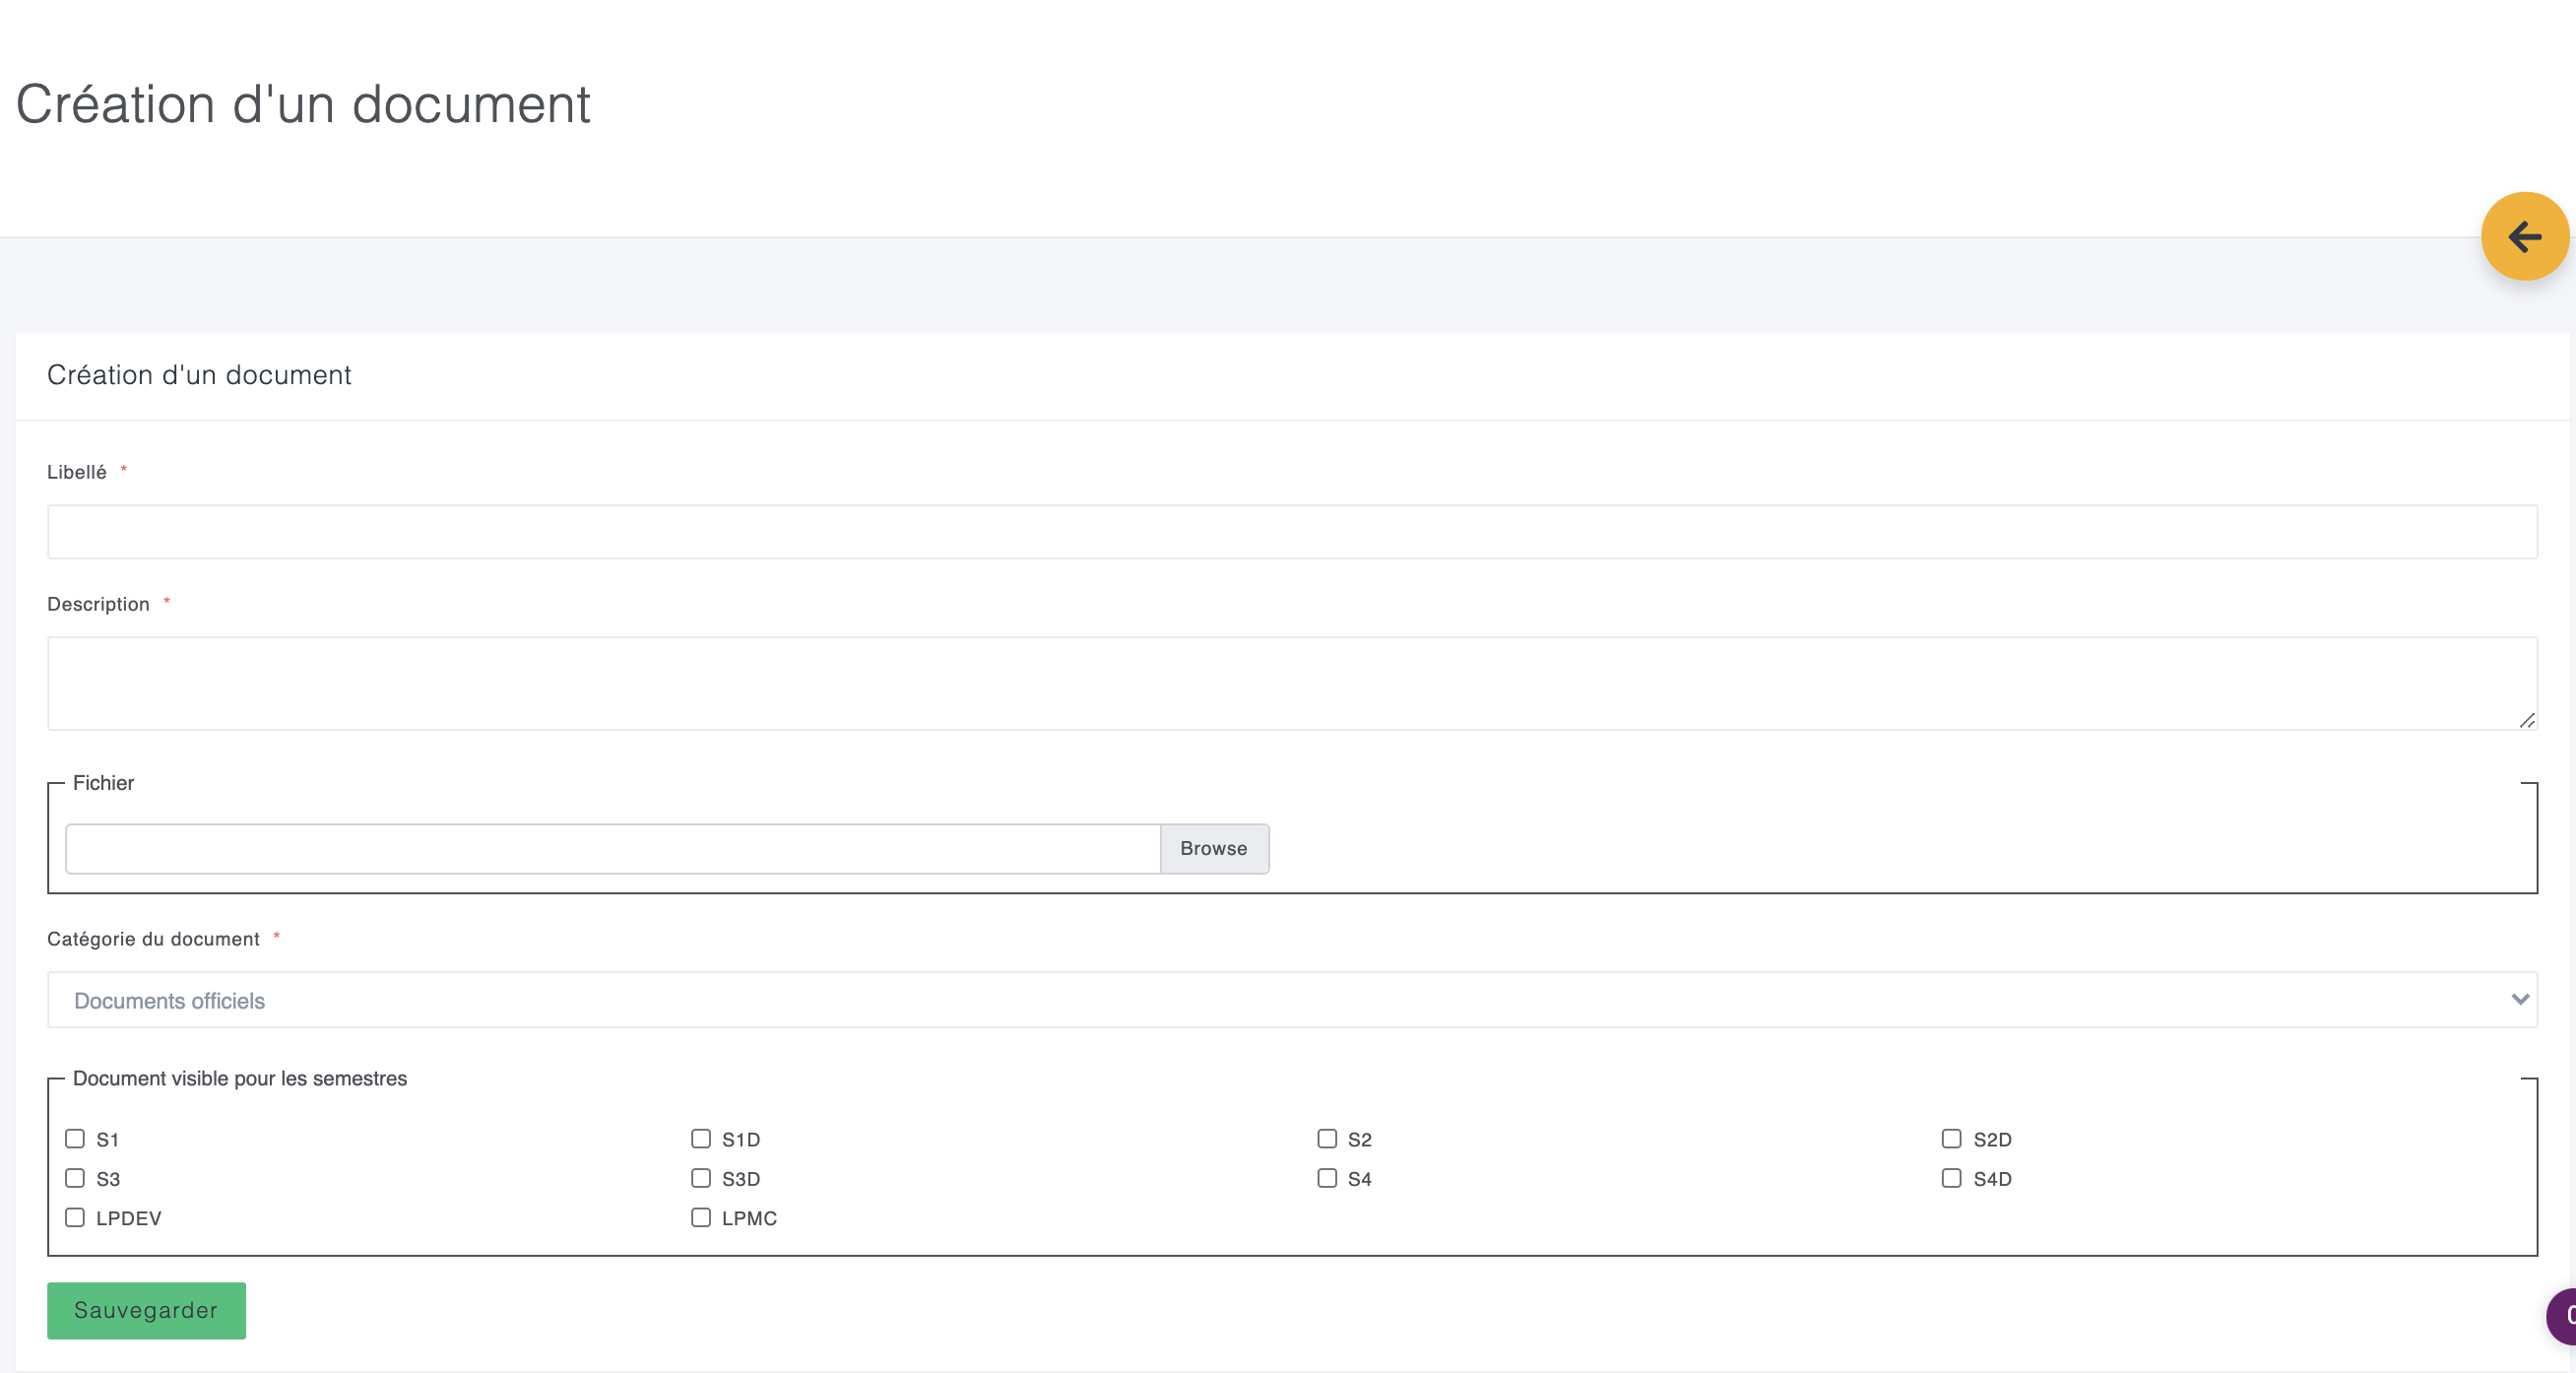 Création d'un document
Création d'un document
Libellé *
Description *
Fichier
Browse
Catégorie du document *
Documents officiels
Document visible pour les semestres
S1 S1D S2 S2D
S3 S3D S4 S4D
LPDEV LPMC
Sauvegarder